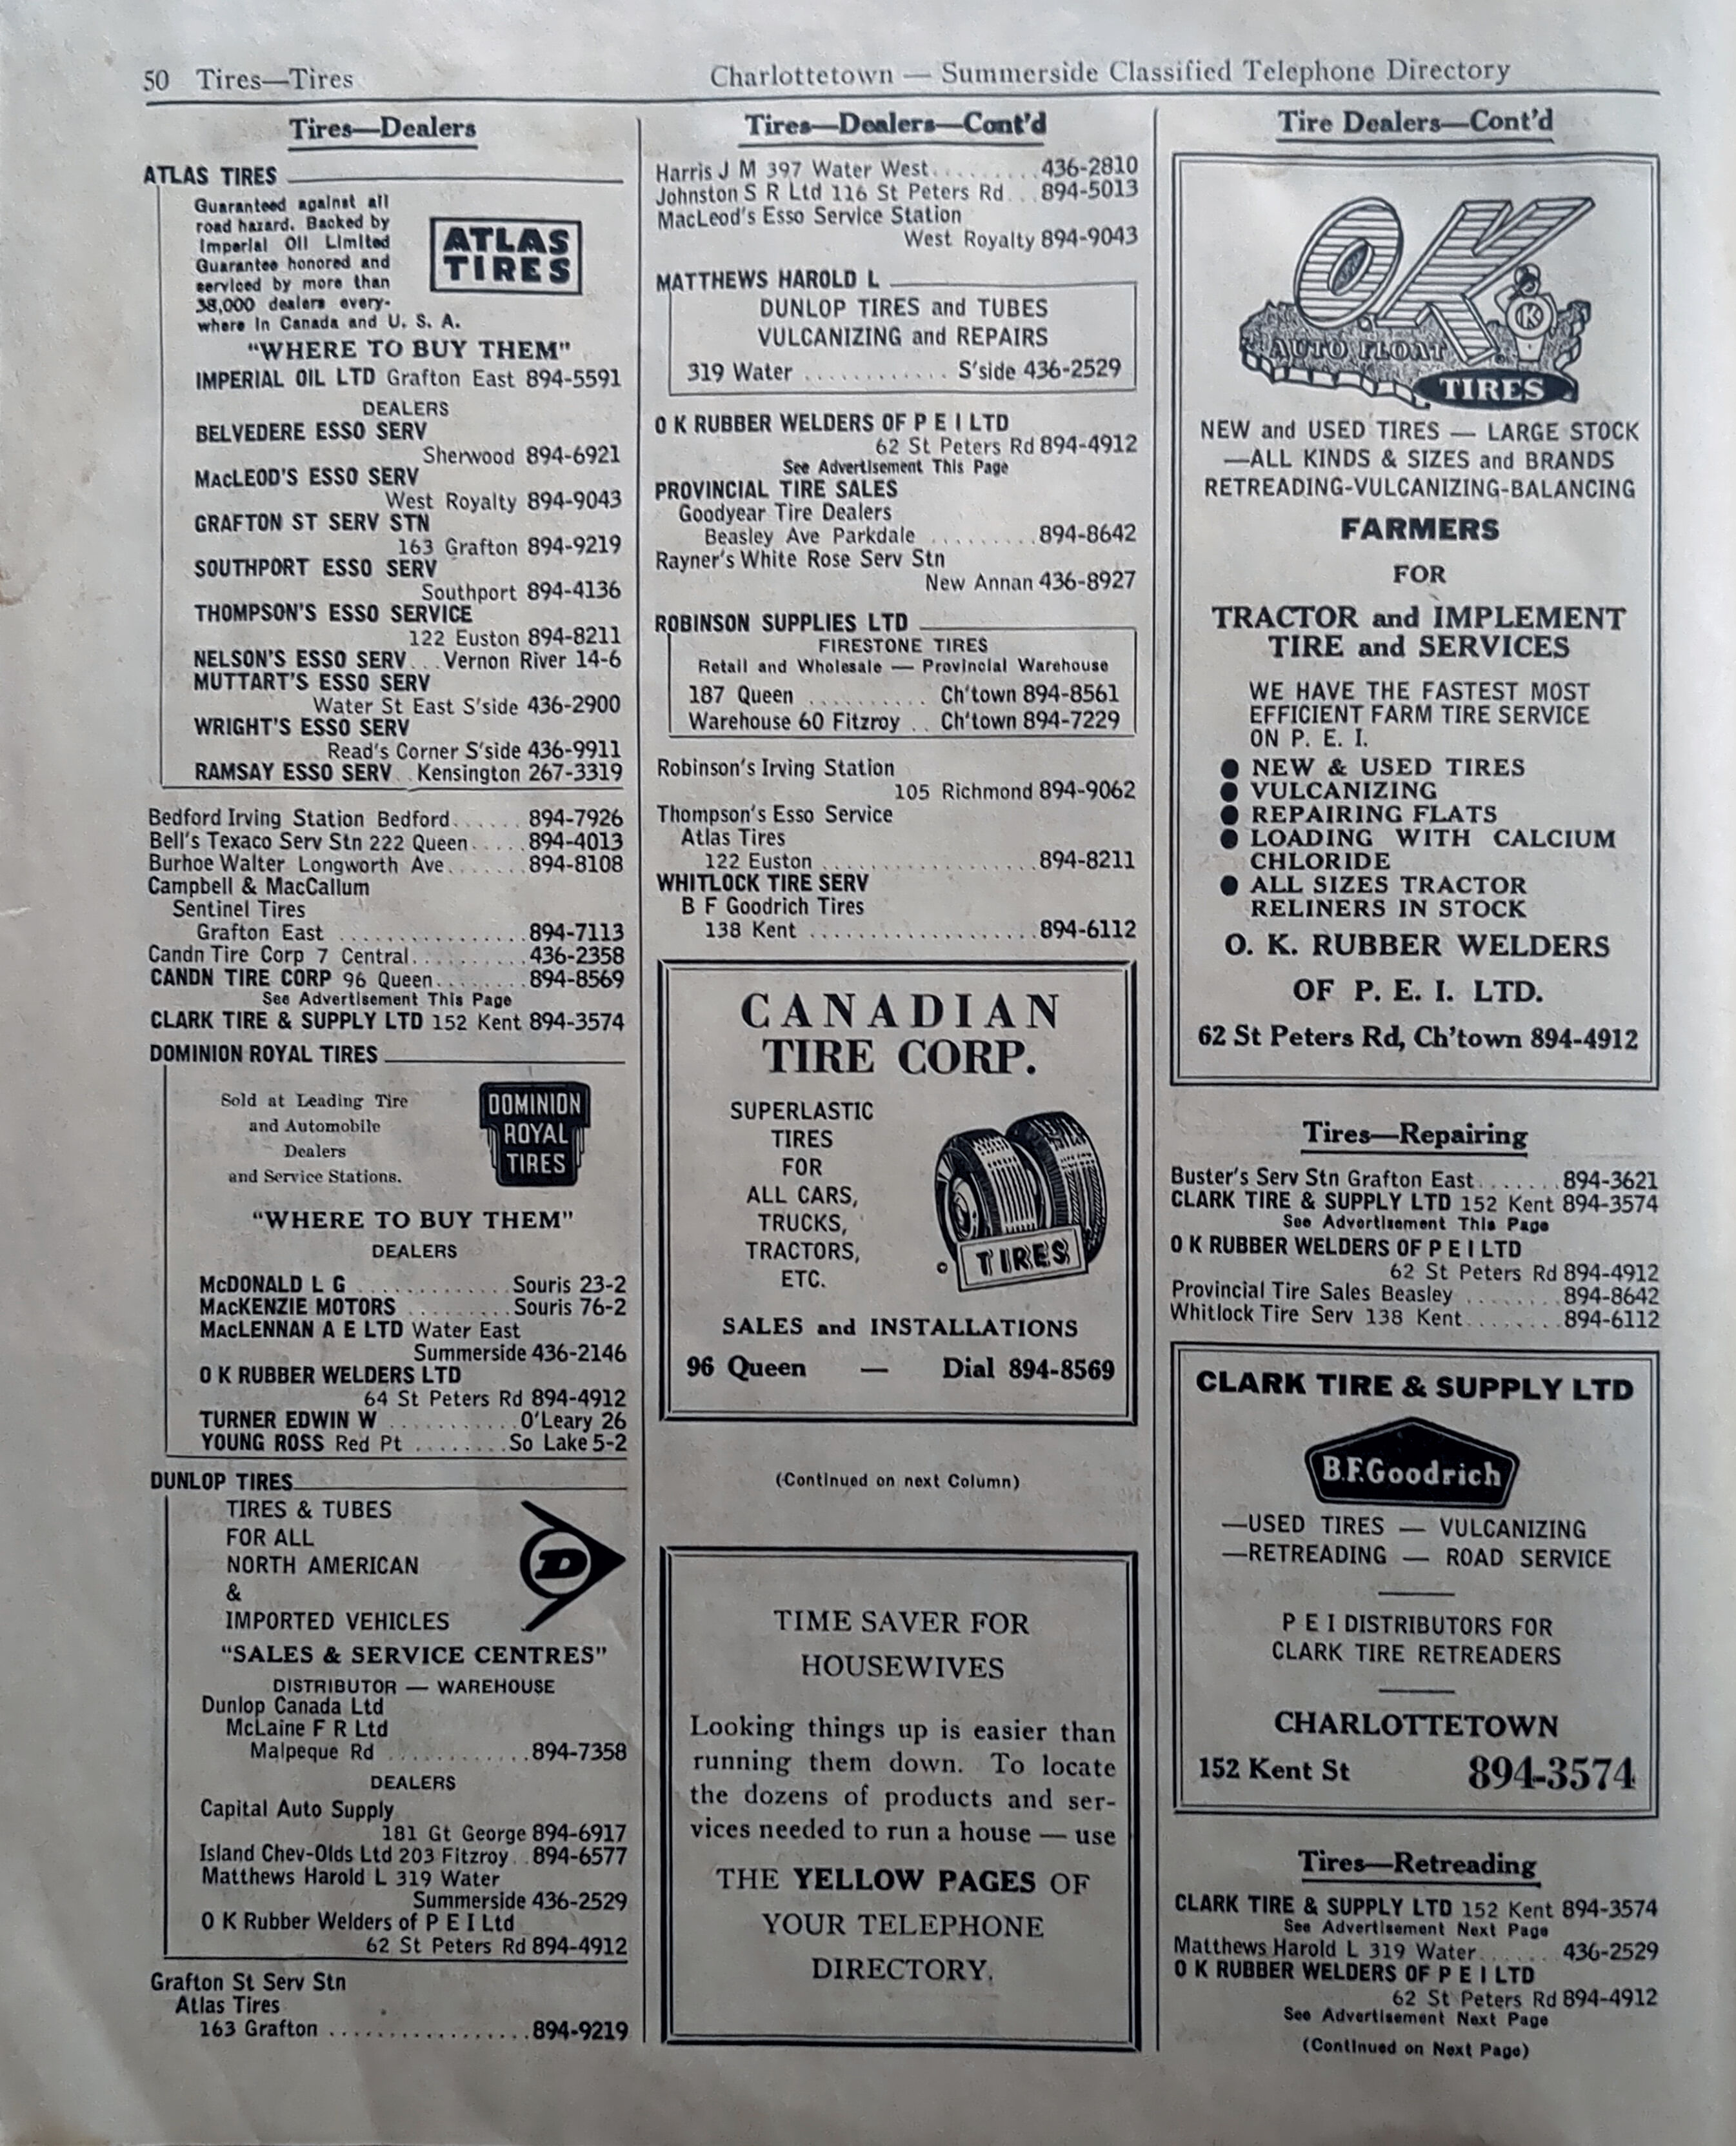 50 Tires—Tires
Charlottetown — Summerside Classified Telephone Directory
Tires—Dealers
ATLAS TIRES
Guaranteed against all
road hazard. Backed by
Imperial Oil Limited
Guarantee honored and
serviced by more than
38,000 dealers every-
where in Canada and U. S. A.
ATLAS
TIRES
"WHERE TO BUY THEM"
IMPERIAL OIL LTD Grafton East 894-5591
DEALERS
BELVEDERE ESSO SERV
Sherwood 894-6921
MacLEOD'S ESSO SERV
West Royalty 894-9043
GRAFTON ST SERV STN
163 Grafton 894-9219
SOUTHPORT ESSO SERV
Southport 894-4136
THOMPSON'S ESSO SERVICE
122 Euston 894-8211
NELSON'S ESSO SERV...Vernon River 14-6
MUTTART'S ESSO SERV
Water St East S'side 436-2900
WRIGHT'S ESSO SERV
Read's Corner S'side 436-9911
RAMSAY ESSO SERV..Kensington 267-3319
Bedford Irving Station Bedford......894-7926
Bell's Texaco Serv Stn 222 Queen.....894-4013
Burhoe Walter Longworth Ave.......894-8108
Campbell & MacCallum
Sentinel Tires
Grafton East ................894-7113
Candn Tire Corp 7 Central..........436-2358
CANDN TIRE CORP 96 Queen........894-8569
See Advertisement This Page
CLARK TIRE & SUPPLY LTD 152 Kent 894-3574
DOMINION ROYAL TIRES
Sold at Leading Tire
and Automobile
Dealers
and Service Stations.
DOMINION
ROYAL
TIRES
"WHERE TO BUY THEM"
DEALERS
McDONALD L G .............Souris 23-2
MacKENZIE MOTORS .........Souris 76-2
MacLENNAN A E LTD Water East
Summerside 436-2146
O K RUBBER WELDERS LTD
64 St Peters Rd 894-4912
TURNER EDWIN W ...........O'Leary 26
YOUNG ROSS Red Pt ........So Lake 5-2
DUNLOP TIRES
TIRES & TUBES
FOR ALL
NORTH AMERICAN
&
IMPORTED VEHICLES
D
"SALES & SERVICE CENTRES"
DISTRIBUTOR — WAREHOUSE
Dunlop Canada Ltd
McLaine F R Ltd
Malpeque Rd ............894-7358
DEALERS
Capital Auto Supply
181 Gt George 894-6917
Island Chev-Olds Ltd 203 Fitzroy..894-6577
Matthews Harold L 319 Water
Summerside 436-2529
O K Rubber Welders of P E I Ltd
62 St Peters Rd 894-4912
Grafton St Serv Stn
Atlas Tires
163 Grafton .................894-9219
Tires—Dealers—Cont'd
Harris J M 397 Water West.........436-2810
Johnston S R Ltd 116 St Peters Rd...894-5013
MacLeod's Esso Service Station
West Royalty 894-9043
MATTHEWS HAROLD L
DUNLOP TIRES and TUBES
VULCANIZING and REPAIRS
319 Water ............ S'side 436-2529
O K RUBBER WELDERS OF P E I LTD
62 St Peters Rd 894-4912
See Advertisement This Page
PROVINCIAL TIRE SALES
Goodyear Tire Dealers
Beasley Ave Parkdale .........894-8642
Rayner's White Rose Serv Stn
New Annan 436-8927
ROBINSON SUPPLIES LTD
FIRESTONE TIRES
Retail and Wholesale — Provincial Warehouse
187 Queen .......... Ch'town 894-8561
Warehouse 60 Fitzroy .. Ch'town 894-7229
Robinson's Irving Station
105 Richmond 894-9062
Thompson's Esso Service
Atlas Tires
122 Euston ...................894-8211
WHITLOCK TIRE SERV
B F Goodrich Tires
138 Kent ....................894-6112
CANADIAN
TIRE CORP.
SUPERLASTIC
TIRES
FOR
ALL CARS,
TRUCKS,
TRACTORS,
ETC.
TIRES
SALES and INSTALLATIONS
96 Queen — Dial 894-8569
(Continued on next Column)
TIME SAVER FOR
HOUSEWIVES
Looking things up is easier than
running them down. To locate
the dozens of products and ser-
vices needed to run a house — use
THE YELLOW PAGES OF
YOUR TELEPHONE
DIRECTORY.
Tire Dealers—Cont'd
OK
K
AUTO FLOAT
TIRES
NEW and USED TIRES — LARGE STOCK
—ALL KINDS & SIZES and BRANDS
RETREADING-VULCANIZING-BALANCING
FARMERS
FOR
TRACTOR and IMPLEMENT
TIRE and SERVICES
WE HAVE THE FASTEST MOST
EFFICIENT FARM TIRE SERVICE
ON P. E. I.
● NEW & USED TIRES
● VULCANIZING
● REPAIRING FLATS
● LOADING WITH CALCIUM
CHLORIDE
● ALL SIZES TRACTOR
RELINERS IN STOCK
O. K. RUBBER WELDERS
OF P. E. I. LTD.
62 St Peters Rd, Ch'town 894-4912
Tires—Repairing
Buster's Serv Stn Grafton East.......894-3621
CLARK TIRE & SUPPLY LTD 152 Kent 894-3574
See Advertisement This Page
O K RUBBER WELDERS OF P E I LTD
62 St Peters Rd 894-4912
Provincial Tire Sales Beasley ........894-8642
Whitlock Tire Serv 138 Kent........894-6112
CLARK TIRE & SUPPLY LTD
B.F.Goodrich
—USED TIRES — VULCANIZING
—RETREADING — ROAD SERVICE
P E I DISTRIBUTORS FOR
CLARK TIRE RETREADERS
CHARLOTTETOWN
152 Kent St 894-3574
Tires—Retreading
CLARK TIRE & SUPPLY LTD 152 Kent 894-3574
See Advertisement Next Page
Matthews Harold L 319 Water.......436-2529
O K RUBBER WELDERS OF P E I LTD
62 St Peters Rd 894-4912
See Advertisement Next Page
(Continued on Next Page)